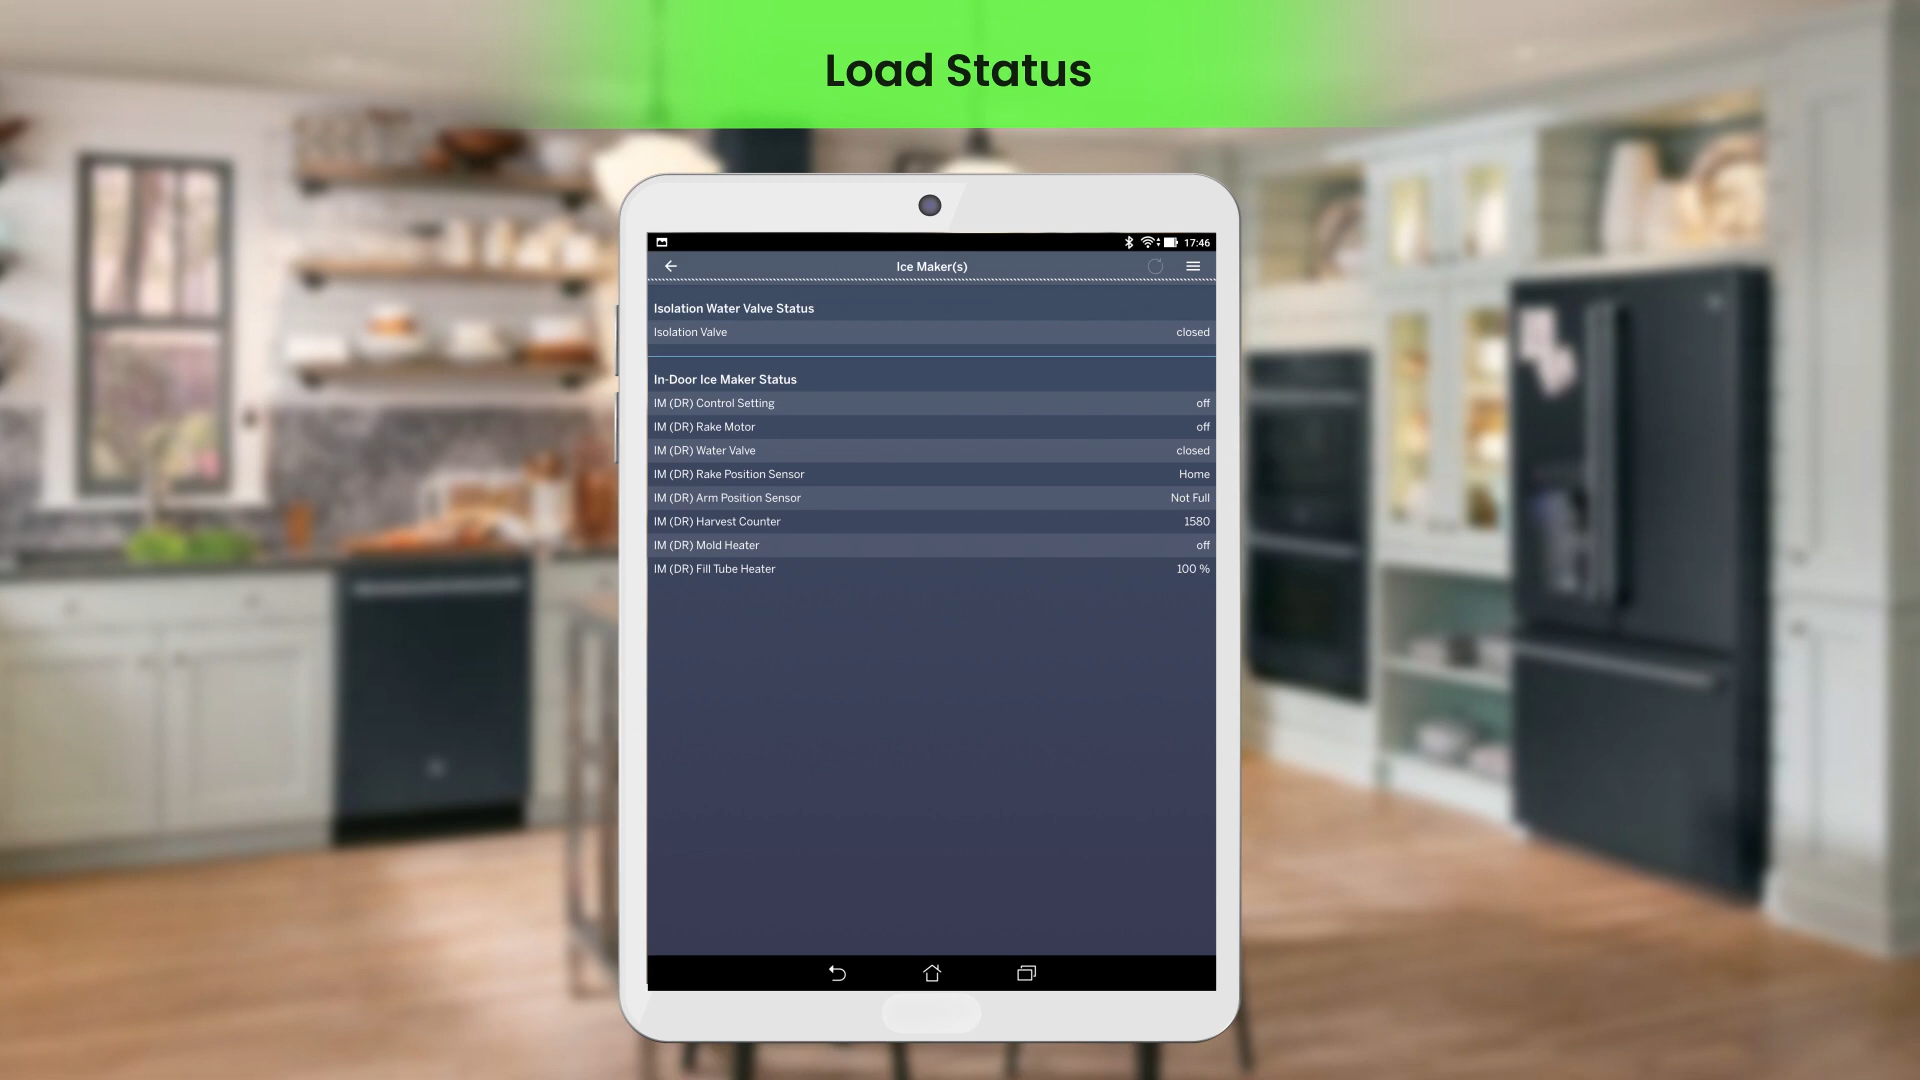 Load Status
17:46
Ice Maker(s)
Isolation Water Valve Status
Isolation Valve closed
In-Door Ice Maker Status
IM (DR) Control Setting off
IM (DR) Rake Motor off
IM (DR) Water Valve closed
IM (DR) Rake Position Sensor Home
IM (DR) Arm Position Sensor Not Full
IM (DR) Harvest Counter 1580
IM (DR) Mold Heater off
IM (DR) Fill Tube Heater 100 %